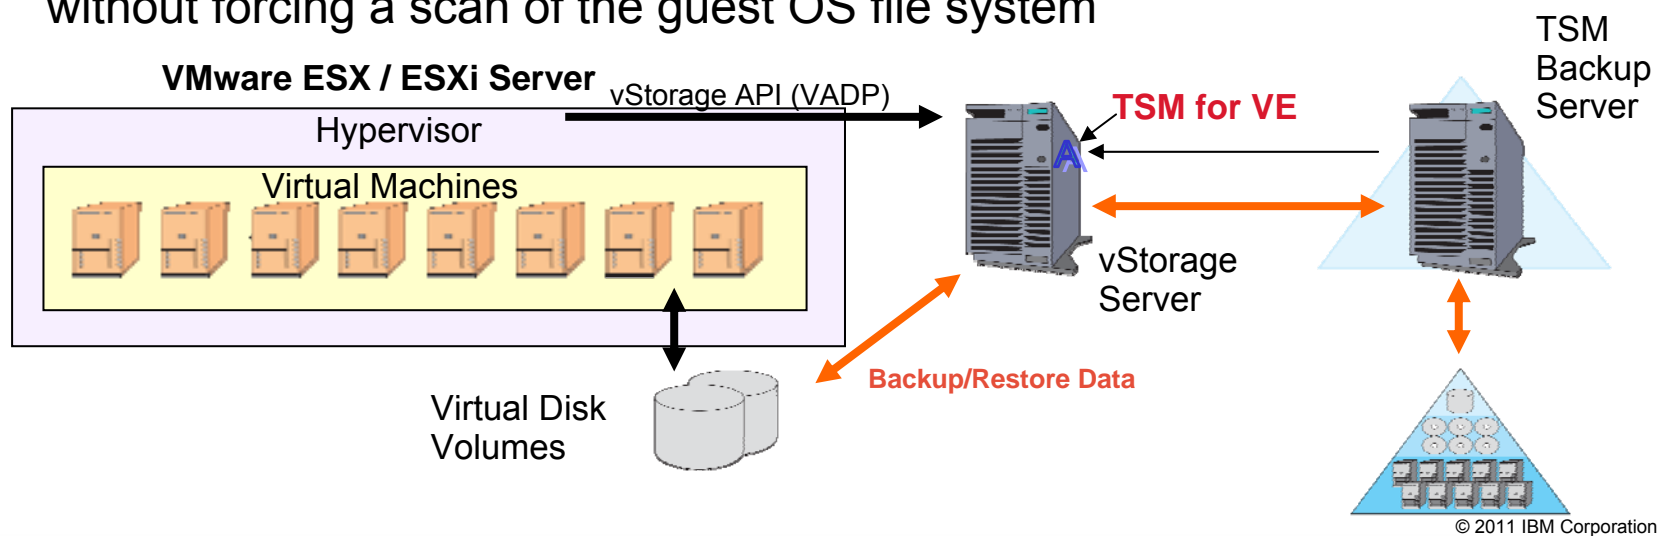 without forcing a scan of the guest OS file system
TSM
Backup
Server
VMware ESX / ESXi Server
vStorage API (VADP)
TSM for VE
Hypervisor
A
Virtual Machines
vStorage
Server
Backup/Restore Data
Virtual Disk
Volumes
© 2011 IBM Corporation